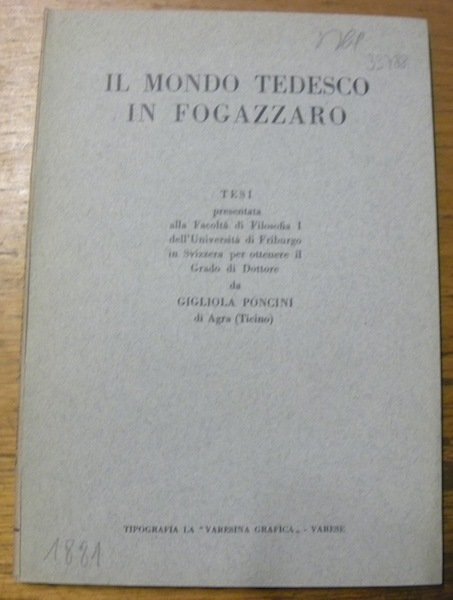 IL MONDO TEDESCO
IN FOGAZZARO
TESI
presentata
alla Facoltà di Filosofia I
dell'Università di Friburgo
in Svizzera per ottenere il
Grado di Dottore
da
GIGLIOLA PONCINI
di Agra (Ticino)
TIPOGRAFIA LA "VARESINA GRAFICA„ - VARESE
1881